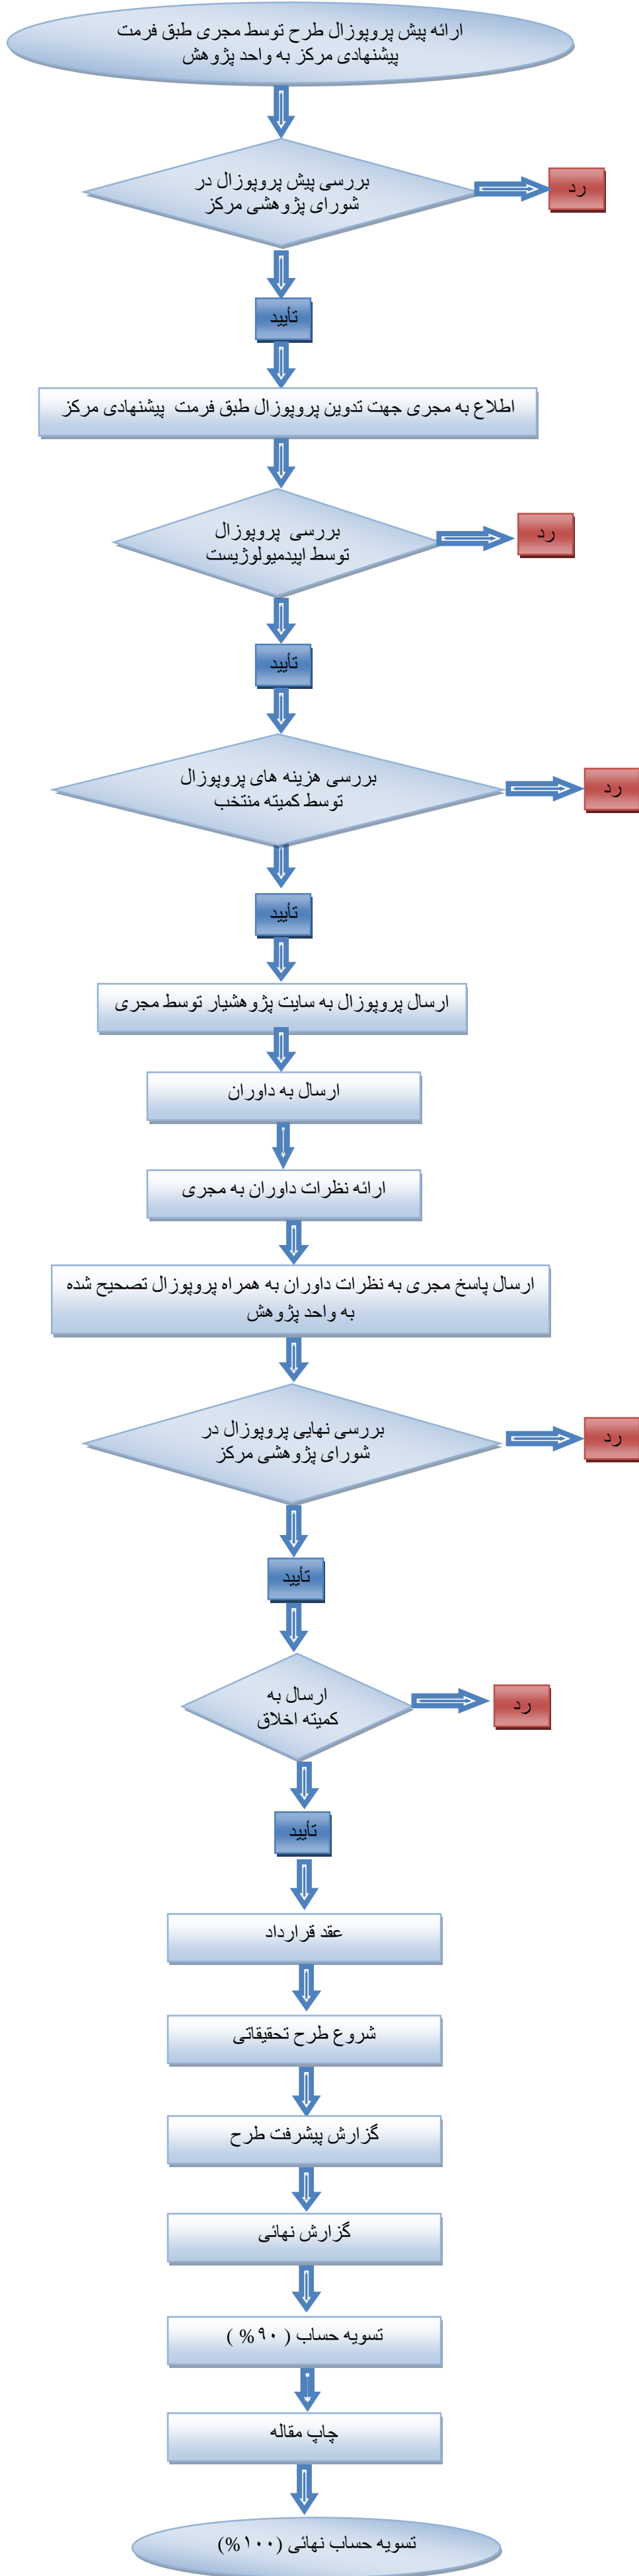 ارائه پیش پروپوزال طرح توسط مجری طبق فرمت
پیشنهادی مرکز به واحد پژوهش
بررسی پیش پروپوزال در
شورای پژوهشی مرکز
رد
تأیید
اطلاع به مجری جهت تدوین پروپوزال طبق فرمت پیشنهادی مرکز
بررسی پروپوزال
توسط اپیدمیولوژیست
رد
تأیید
بررسی هزینه های پروپوزال
توسط کمیته منتخب
رد
تأیید
ارسال پروپوزال به سایت پژوهشیار توسط مجری
ارسال به داوران
ارائه نظرات داوران به مجری
ارسال پاسخ مجری به نظرات داوران به همراه پروپوزال تصحیح شده
به واحد پژوهش
بررسی نهایی پروپوزال در
شورای پژوهشی مرکز
رد
تأیید
ارسال به
کمیته اخلاق
رد
تأیید
عقد قرارداد
شروع طرح تحقیقاتی
گزارش پیشرفت طرح
گزارش نهائی
تسویه حساب ( ۹۰% )
چاپ مقاله
تسویه حساب نهائی (۱۰۰%)